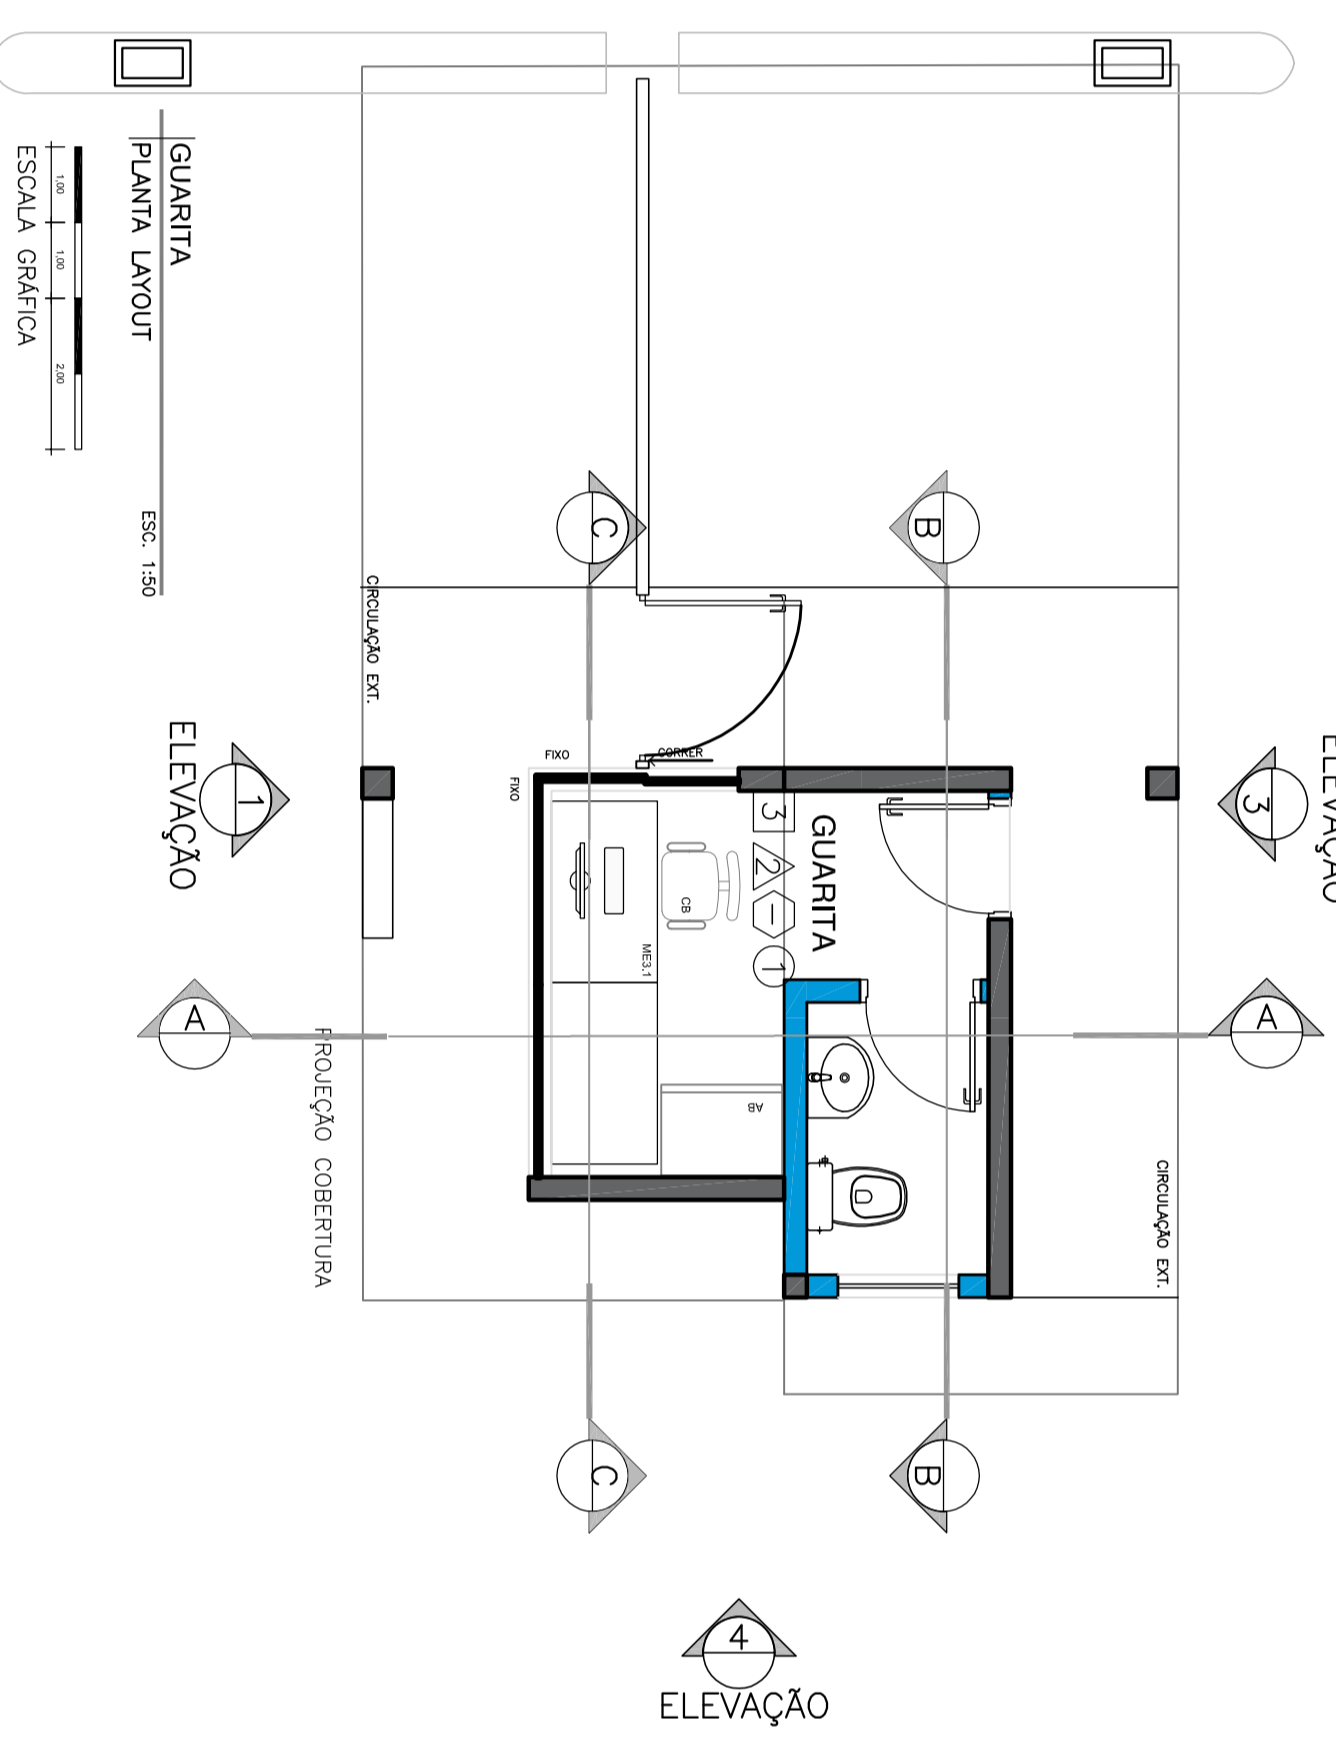 GUARITA
PLANTA LAYOUT
ESC. 1:50
1,00
1,00
2,00
ESCALA GRÁFICA
C
B
CIRCULAÇÃO EXT.
ELEVAÇÃO
1
FIXO
CORRER
FIXO
3
2
1
GUARITA
CB
ME3.1
AB
3
ELEVAÇÃO
A
A
PROJEÇÃO COBERTURA
CIRCULAÇÃO EXT.
C
B
4
ELEVAÇÃO